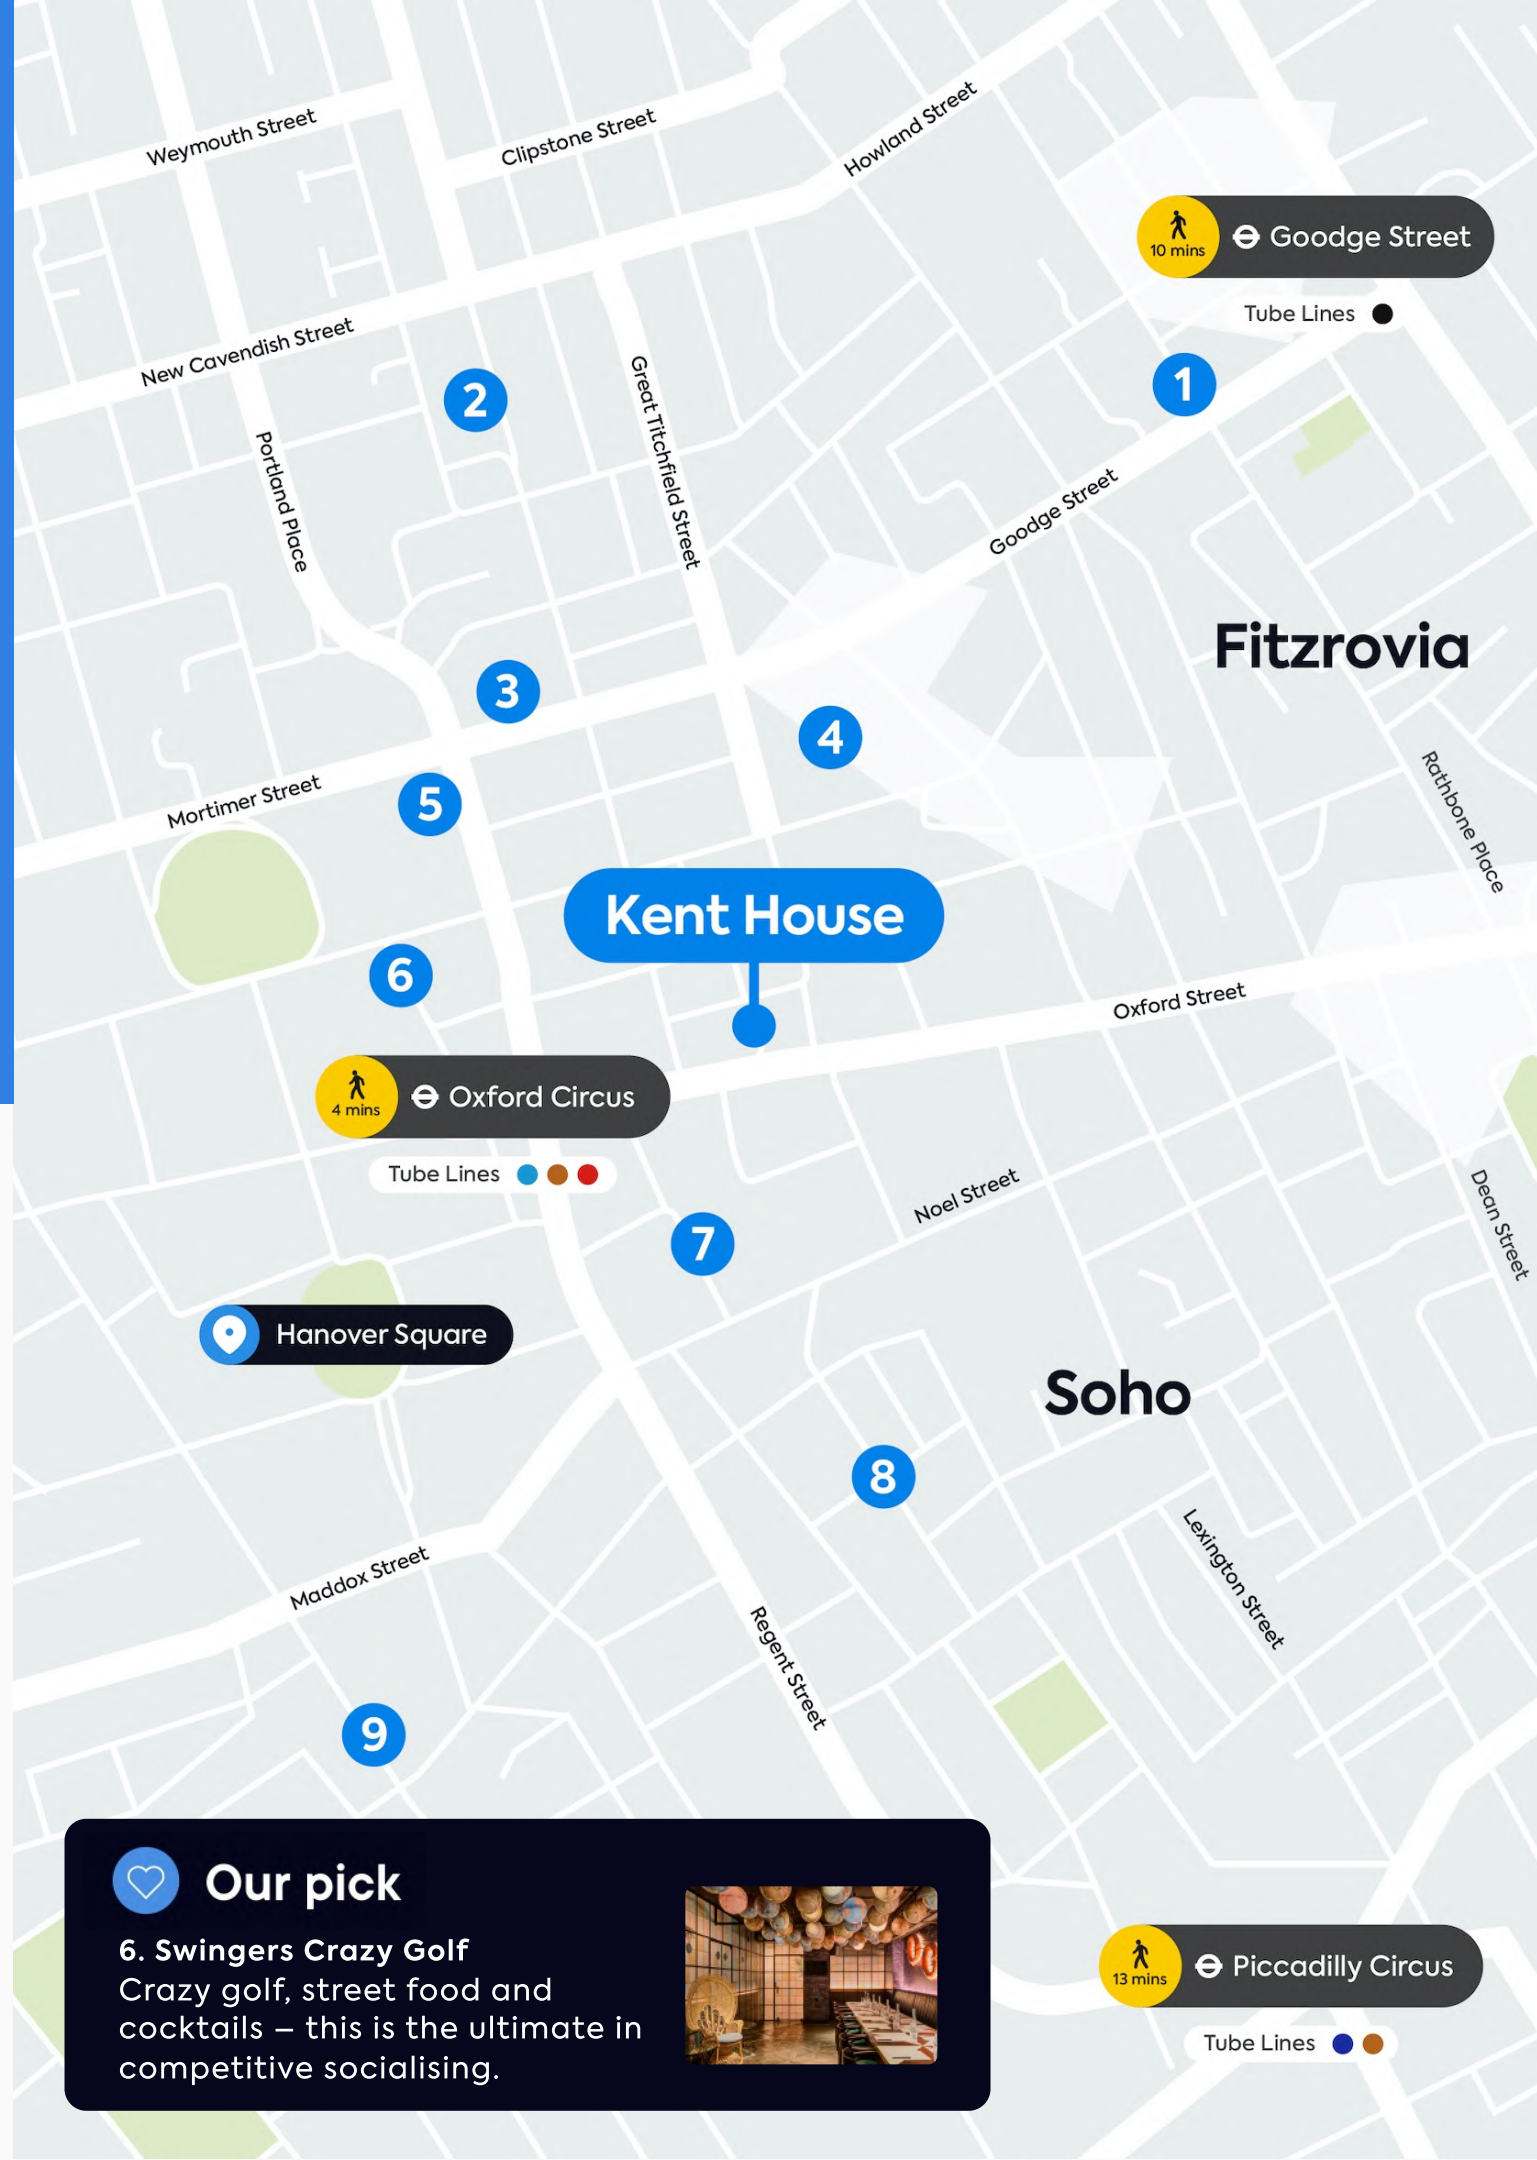 Weymouth Street
Clipstone Street
Howland Street
10 mins
Goodge Street
Tube Lines
New Cavendish Street
1
2
Great Titchfield Street
Portland Place
Goodge Street
Fitzrovia
3
4
Rathbone Place
Mortimer Street
5
Kent House
6
Oxford Street
4 mins
Oxford Circus
Tube Lines
Noel Street
Dean Street
7
Hanover Square
Soho
8
Lexington Street
Maddox Street
Regent Street
9
Our pick
6. Swingers Crazy Golf
Crazy golf, street food and
cocktails – this is the ultimate in
competitive socialising.
13 mins
Piccadilly Circus
Tube Lines